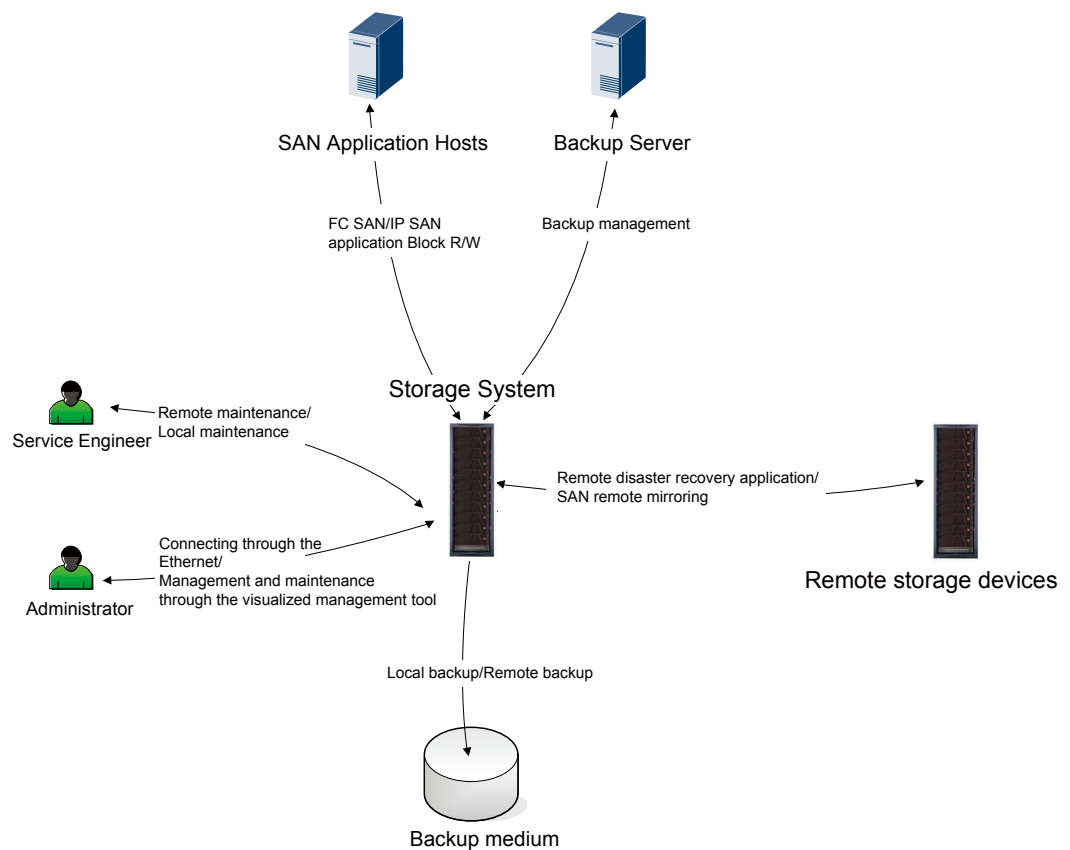 SAN Application Hosts
Backup Server
FC SAN/IP SAN
application Block R/W
Backup management
Storage System
Service Engineer
Remote maintenance/
Local maintenance
Remote disaster recovery application/
SAN remote mirroring
Remote storage devices
Administrator
Connecting through the
Ethernet/
Management and maintenance
through the visualized management tool
Local backup/Remote backup
Backup medium